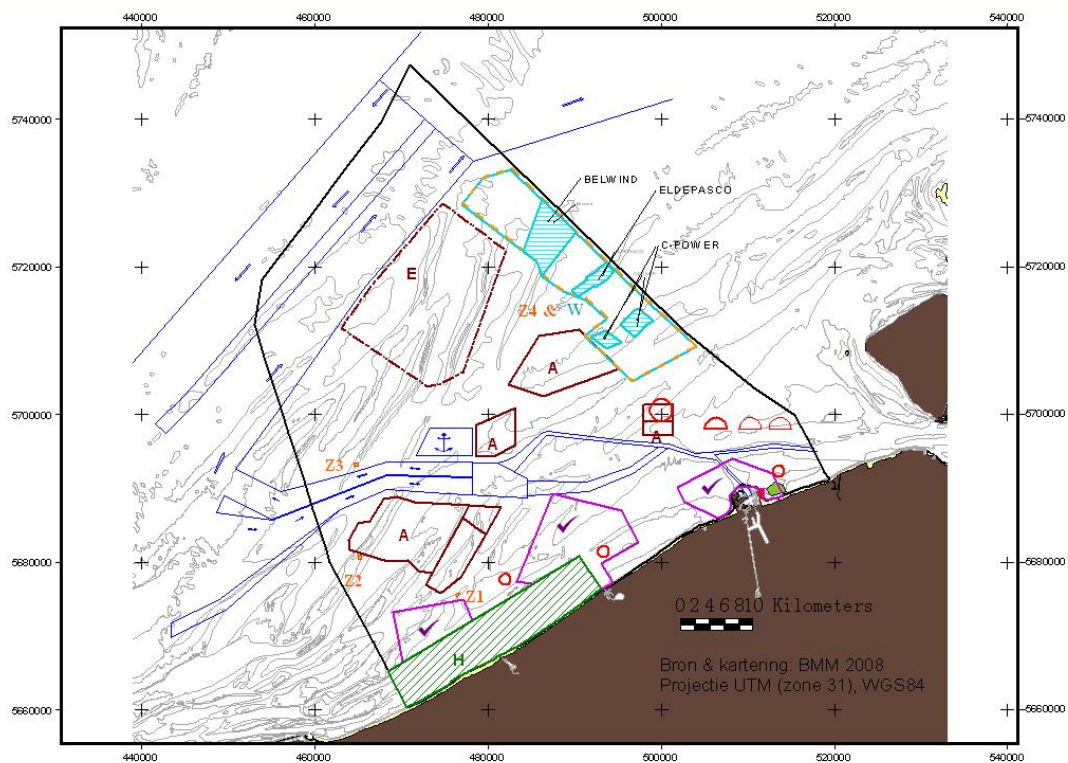 440000 460000 480000 500000 520000 540000
5740000 5740000
BELWIND
ELDEPASCO
C-POWER
5720000 5720000
E
Z4 & W
A
5700000 5700000
A
A
Z3
A
Z2
5680000 5680000
Z1
0 2 4 6 8 10 Kilometers
H
Bron & kartering: BMM 2008
Projectie UTM (zone 31), WGS84
5660000 5660000
440000 460000 480000 500000 520000 540000